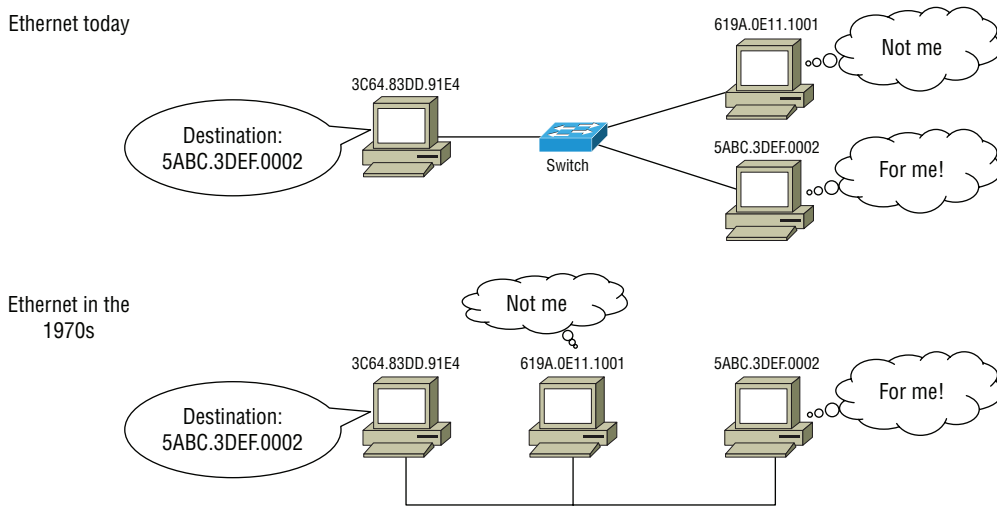 Ethernet today
619A.0E11.1001
Not me
3C64.83DD.91E4
Destination:
5ABC.3DEF.0002
Switch
5ABC.3DEF.0002
For me!
Ethernet in the
1970s
Not me
3C64.83DD.91E4
619A.0E11.1001
5ABC.3DEF.0002
Destination:
5ABC.3DEF.0002
For me!